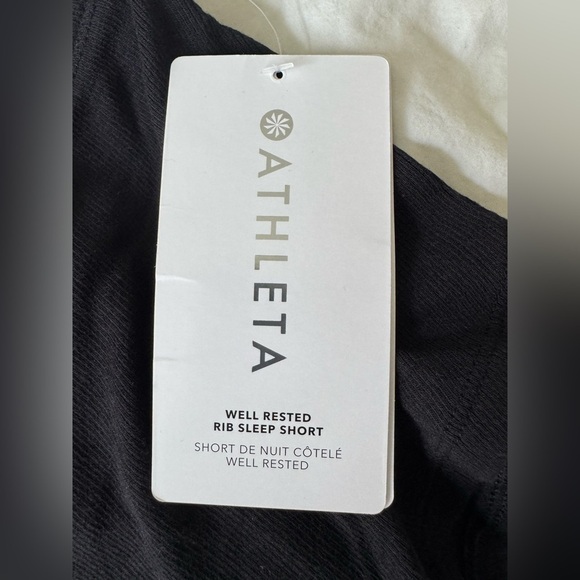 ATHLETA
WELL RESTED
RIB SLEEP SHORT
SHORT DE NUIT CÔTELÉ
WELL RESTED